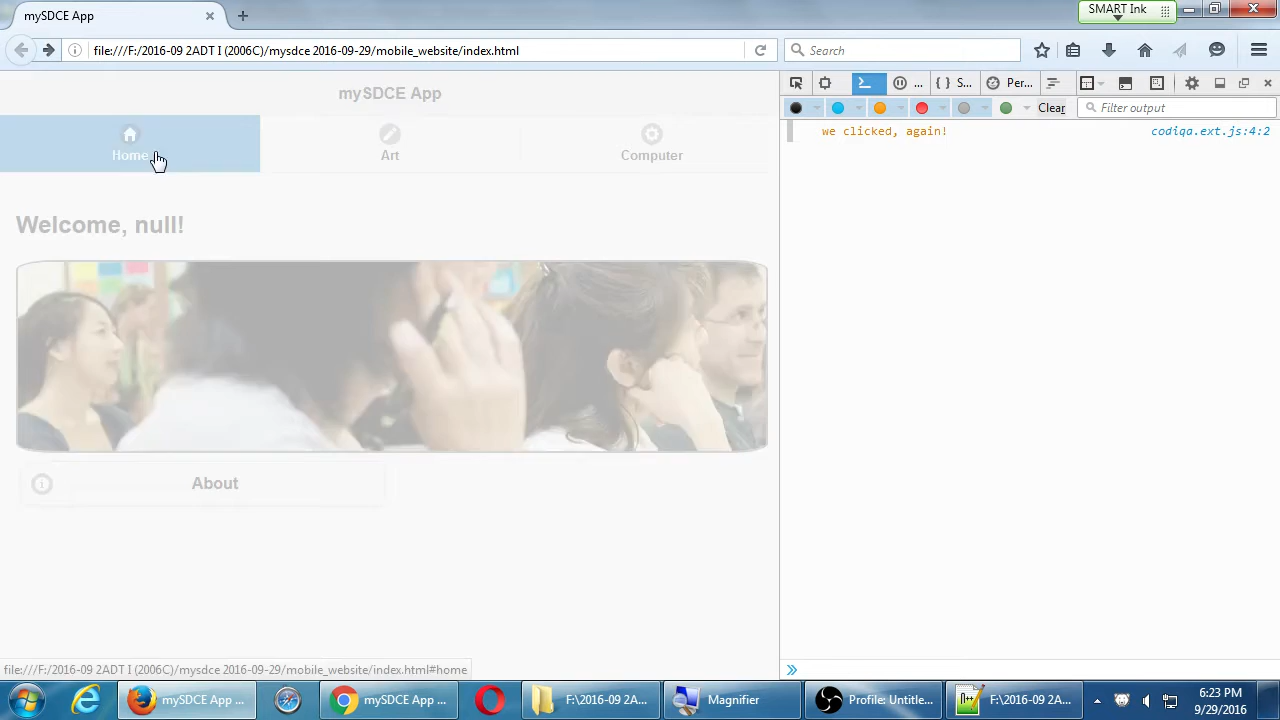 mySDCE App
SMART Ink
file:///F:/2016-09 2ADT I (2006C)/mysdce 2016-09-29/mobile_website/index.html
Search
mySDCE App
Home
Art
Computer
Welcome, null!
About
...
S...
Per...
Clear
Filter output
we clicked, again!
codiqa.ext.js:4:2
file:///F:/2016-09 2ADT I (2006C)/mysdce 2016-09-29/mobile_website/index.html#home
mySDCE App ...
mySDCE App ...
F:\2016-09 2A...
Magnifier
Profile: Untitle...
F:\2016-09 2A...
6:23 PM
9/29/2016